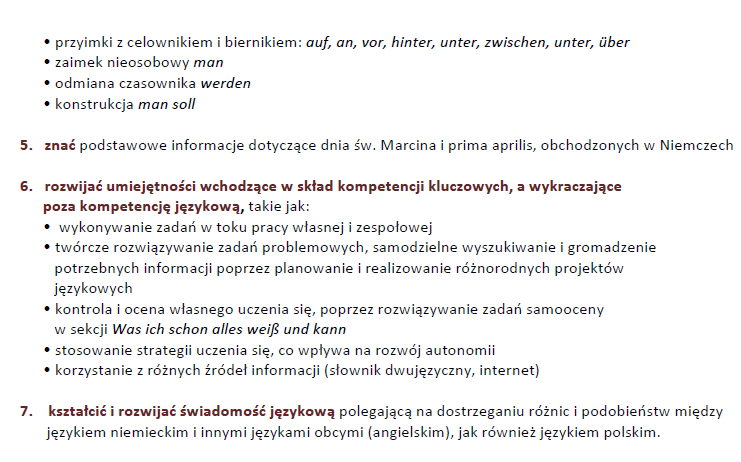 • przyimki z celownikiem i biernikiem: auf, an, vor, hinter, unter, zwischen, unter, über
• zaimek nieosobowy man
• odmiana czasownika werden
• konstrukcja man soll
5. znać podstawowe informacje dotyczące dnia św. Marcina i prima aprilis, obchodzonych w Niemczech
6. rozwijać umiejętności wchodzące w skład kompetencji kluczowych, a wykraczające
poza kompetencję językową, takie jak:
• wykonywanie zadań w toku pracy własnej i zespołowej
• twórcze rozwiązywanie zadań problemowych, samodzielne wyszukiwanie i gromadzenie
potrzebnych informacji poprzez planowanie i realizowanie różnorodnych projektów
językowych
• kontrola i ocena własnego uczenia się, poprzez rozwiązywanie zadań samooceny
w sekcji Was ich schon alles weiß und kann
• stosowanie strategii uczenia się, co wpływa na rozwój autonomii
• korzystanie z różnych źródeł informacji (słownik dwujęzyczny, internet)
7. kształcić i rozwijać świadomość językową polegającą na dostrzeganiu różnic i podobieństw między
językiem niemieckim i innymi językami obcymi (angielskim), jak również językiem polskim.